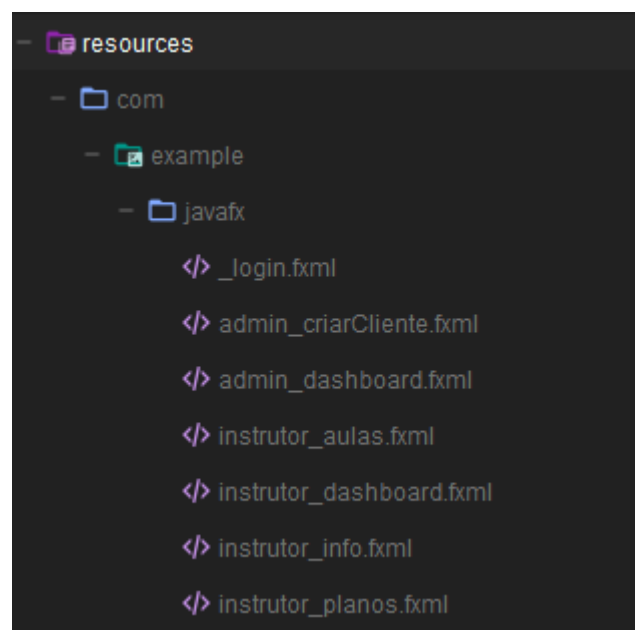 resources
com
example
javafx
_login.fxml
admin_criarCliente.fxml
admin_dashboard.fxml
instrutor_aulas.fxml
instrutor_dashboard.fxml
instrutor_info.fxml
instrutor_planos.fxml